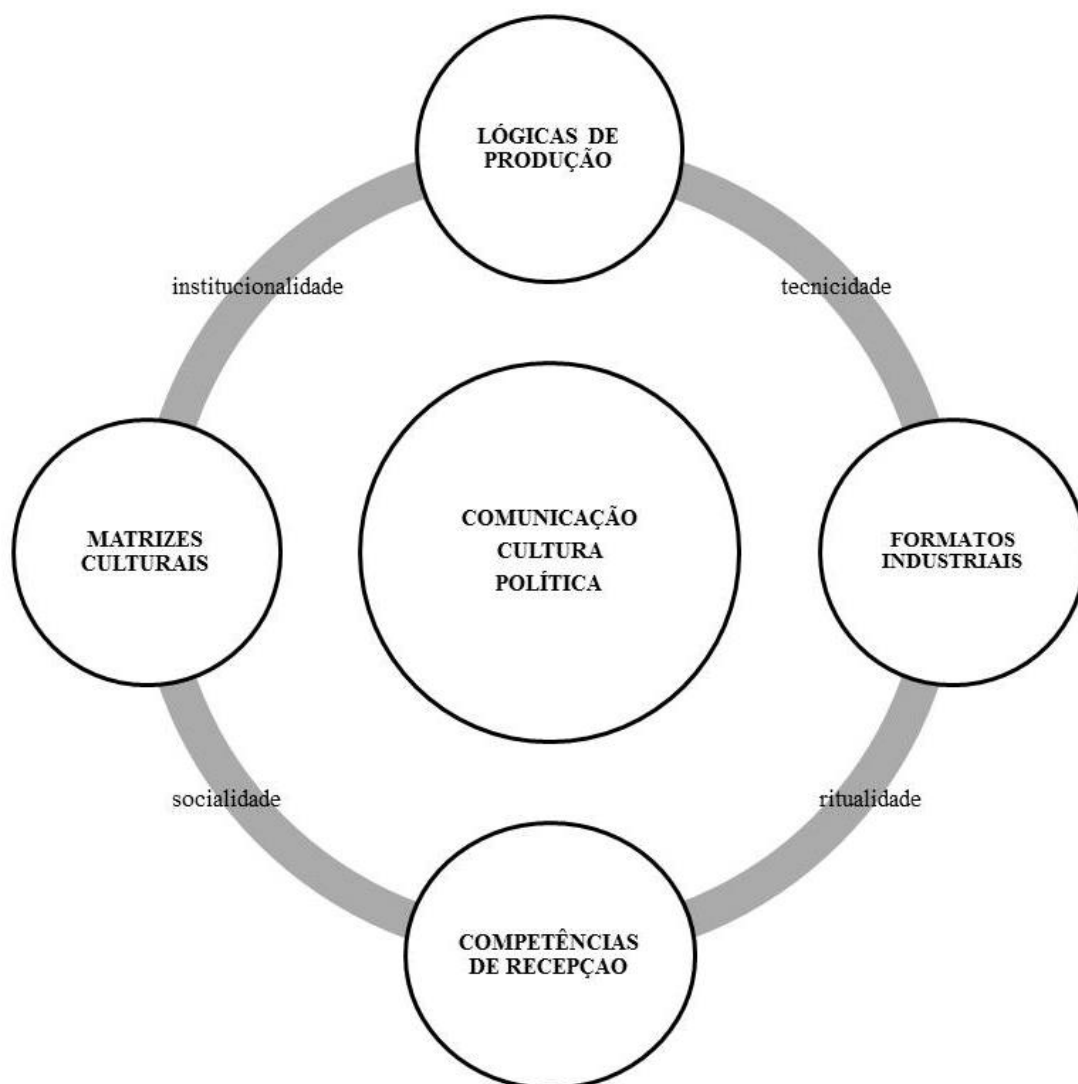 LÓGICAS DE
PRODUÇÃO
institucionalidade
tecnicidade
MATRIZES
CULTURAIS
COMUNICAÇÃO
CULTURA
POLÍTICA
FORMATOS
INDUSTRIAIS
socialidade
ritualidade
COMPETÊNCIAS
DE RECEPÇAO